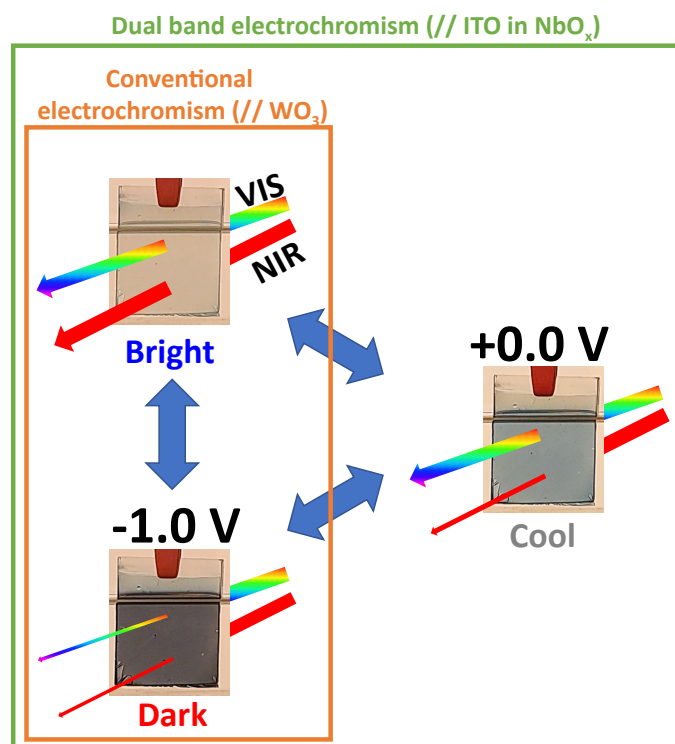 Dual band electrochromism (// ITO in NbOₓ)
Conventional
electrochromism (// WO₃)
VIS
NIR
Bright
+0.0 V
-1.0 V
Cool
Dark